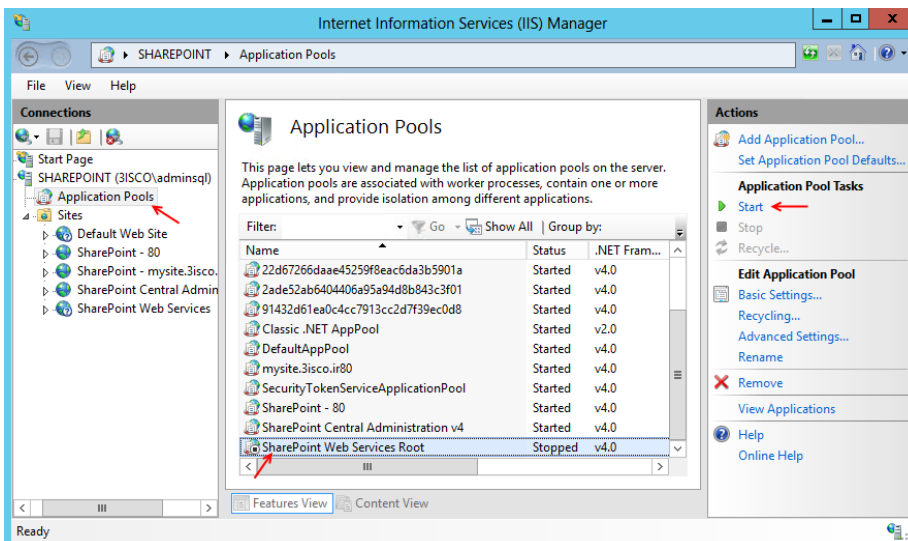 Internet Information Services (IIS) Manager
SHAREPOINT Application Pools
File View Help
Connections
Start Page
SHAREPOINT (3ISCO\adminsql)
Application Pools
Sites
Default Web Site
SharePoint - 80
SharePoint - mysite.3isco.
SharePoint Central Admin
SharePoint Web Services
Application Pools
This page lets you view and manage the list of application pools on the server.
Application pools are associated with worker processes, contain one or more
applications, and provide isolation among different applications.
Filter: Go Show All Group by:
Name Status .NET Fram...
22d67266daae45259f8eac6da3b5901a Started v4.0
2ade52ab6404406a95a94d8b843c3f01 Started v4.0
91432d61ea0c4cc7913cc2d7f39ec0d8 Started v4.0
Classic .NET AppPool Started v2.0
DefaultAppPool Started v4.0
mysite.3isco.ir80 Started v4.0
SecurityTokenServiceApplicationPool Started v4.0
SharePoint - 80 Started v4.0
SharePoint Central Administration v4 Started v4.0
SharePoint Web Services Root Stopped v4.0
Features View Content View
Actions
Add Application Pool...
Set Application Pool Defaults...
Application Pool Tasks
Start
Stop
Recycle...
Edit Application Pool
Basic Settings...
Recycling...
Advanced Settings...
Rename
Remove
View Applications
Help
Online Help
Ready